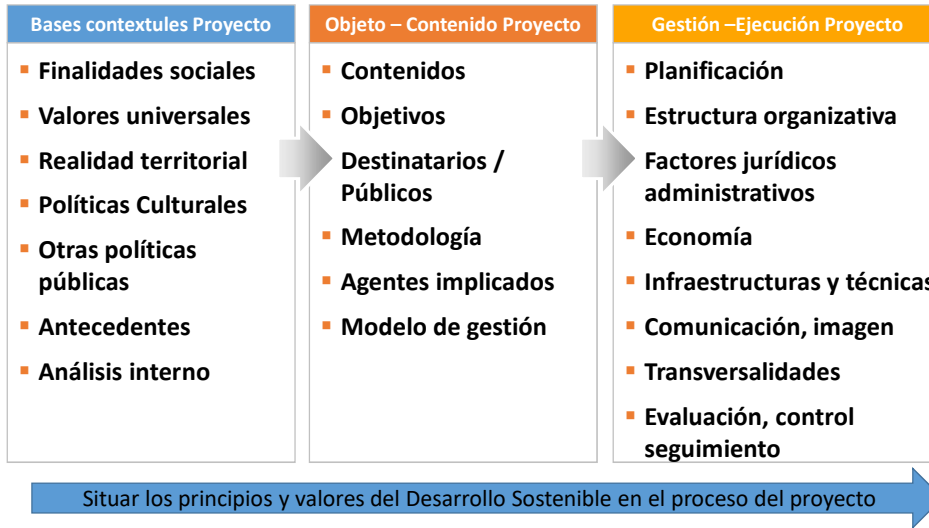 Bases contextules Proyecto
Finalidades sociales
Valores universales
Realidad territorial
Políticas Culturales
Otras políticas
públicas
Antecedentes
Análisis interno
Objeto – Contenido Proyecto
Contenidos
Objetivos
Destinatarios /
Públicos
Metodología
Agentes implicados
Modelo de gestión
Gestión –Ejecución Proyecto
Planificación
Estructura organizativa
Factores jurídicos
administrativos
Economía
Infraestructuras y técnicas
Comunicación, imagen
Transversalidades
Evaluación, control
seguimiento
Situar los principios y valores del Desarrollo Sostenible en el proceso del proyecto